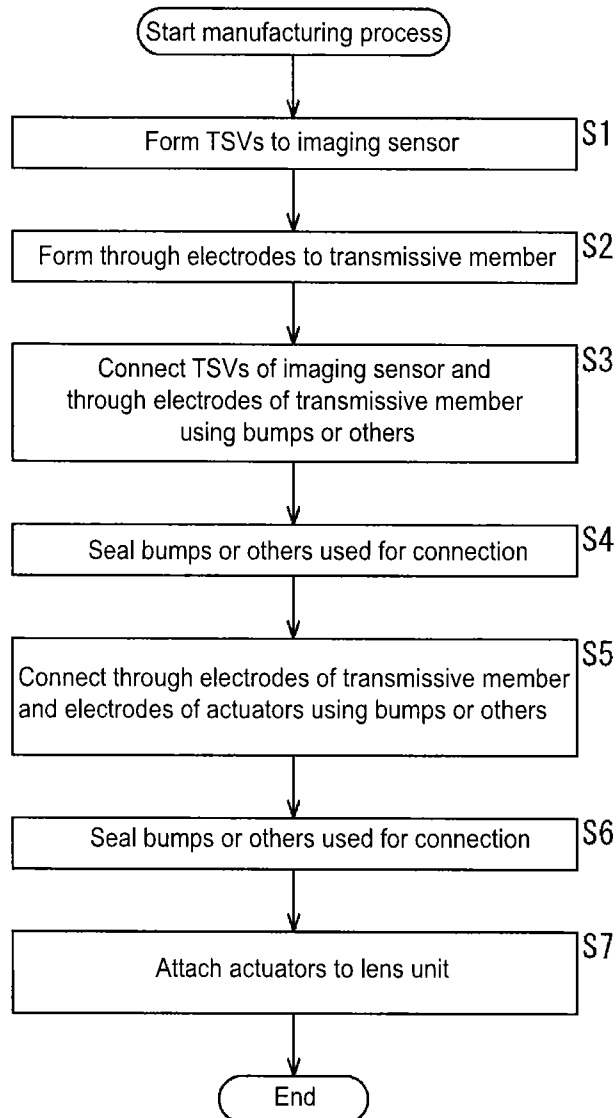 Start manufacturing process
Form TSVs to imaging sensor
S1
Form through electrodes to transmissive member
S2
Connect TSVs of imaging sensor and
through electrodes of transmissive member
using bumps or others
S3
Seal bumps or others used for connection
S4
Connect through electrodes of transmissive member
and electrodes of actuators using bumps or others
S5
Seal bumps or others used for connection
S6
Attach actuators to lens unit
S7
End